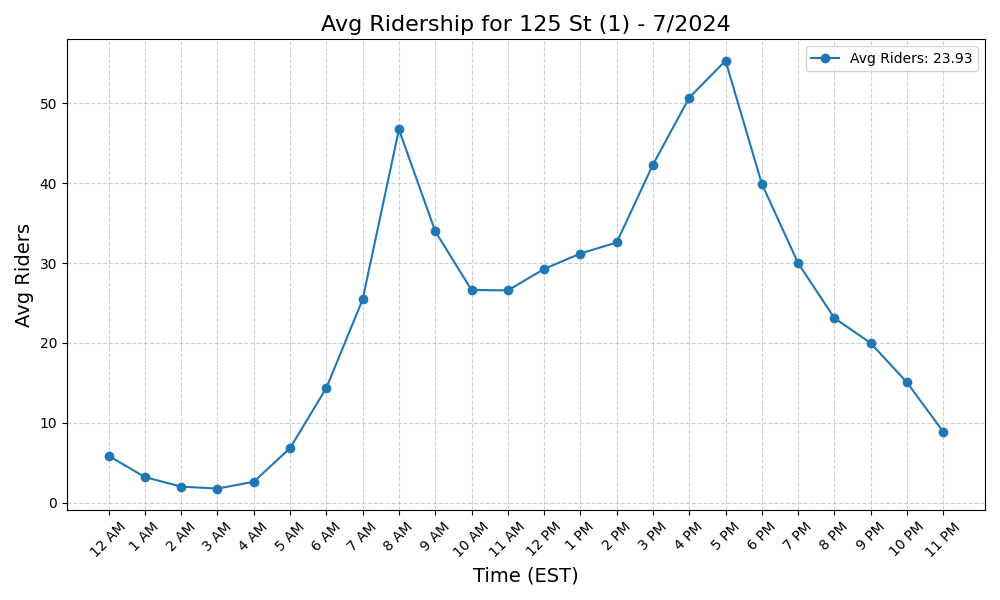 Avg Ridership for 125 St (1) - 7/2024
Avg Riders: 23.93
Avg Riders
50
40
30
20
10
0
12 AM
1 AM
2 AM
3 AM
4 AM
5 AM
6 AM
7 AM
8 AM
9 AM
10 AM
11 AM
12 PM
1 PM
2 PM
3 PM
4 PM
5 PM
6 PM
7 PM
8 PM
9 PM
10 PM
11 PM
Time (EST)